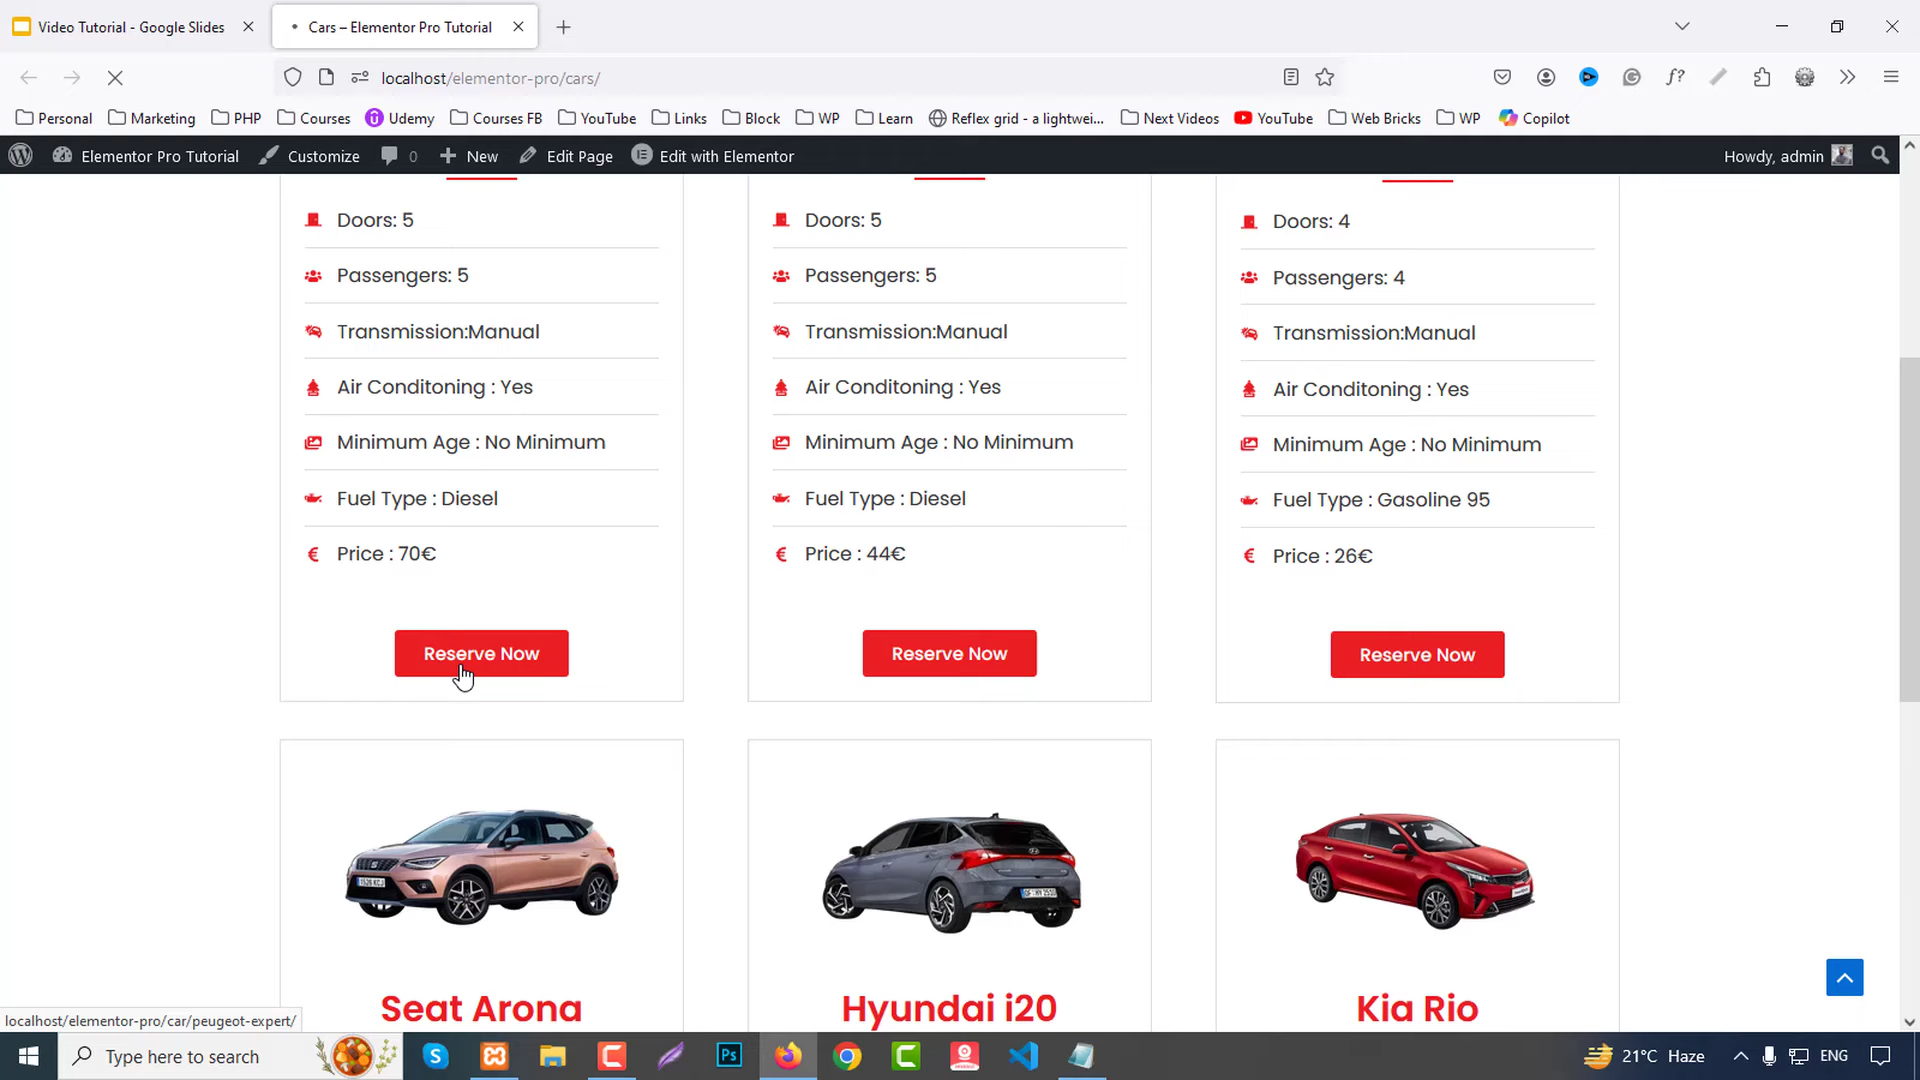 Video Tutorial - Google Slides
Cars – Elementor Pro Tutorial
localhost/elementor-pro/cars/
Personal
Marketing
PHP
Courses
Udemy
Courses FB
YouTube
Links
Block
WP
Learn
Reflex grid - a lightwei...
Next Videos
YouTube
Web Bricks
WP
Copilot
Elementor Pro Tutorial
Customize
0
New
Edit Page
Edit with Elementor
Howdy, admin
Doors: 5
Passengers: 5
Transmission:Manual
Air Conditoning : Yes
Minimum Age : No Minimum
Fuel Type : Diesel
Price : 70€
Reserve Now
Doors: 5
Passengers: 5
Transmission:Manual
Air Conditoning : Yes
Minimum Age : No Minimum
Fuel Type : Diesel
Price : 44€
Reserve Now
Doors: 4
Passengers: 4
Transmission:Manual
Air Conditoning : Yes
Minimum Age : No Minimum
Fuel Type : Gasoline 95
Price : 26€
Reserve Now
Seat Arona
Hyundai i20
Kia Rio
localhost/elementor-pro/car/peugeot-expert/
Type here to search
21°C Haze
ENG